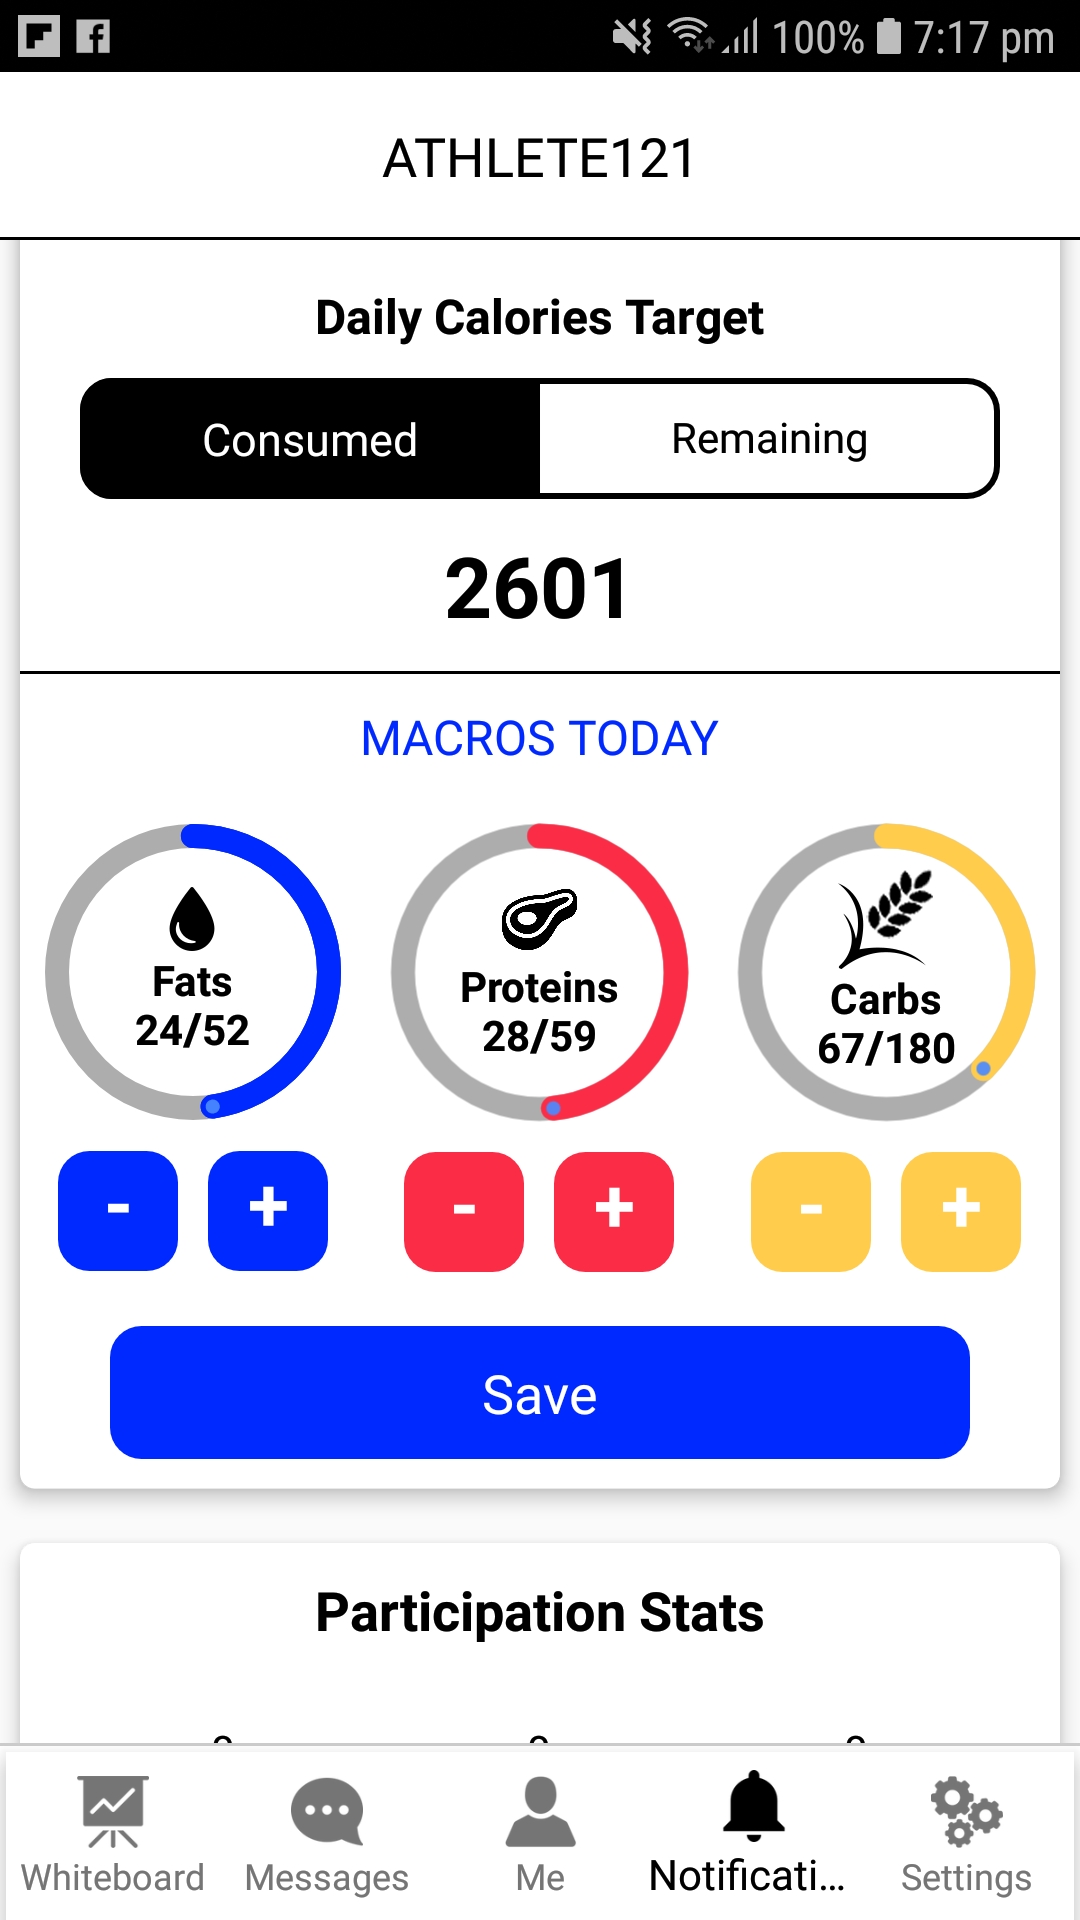 100% 7:17 pm
ATHLETE121
Daily Calories Target
Consumed Remaining
2601
MACROS TODAY
Fats Proteins Carbs
24/52 28/59 67/180
- + - + - +
Save
Participation Stats
Whiteboard Messages Me Notificati... Settings